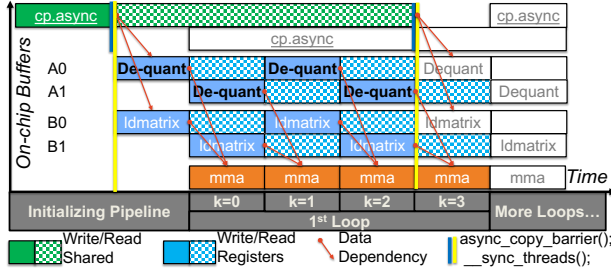 cp.async
cp.async
cp.async
On-chip Buffers
A0
De-quant
De-quant
Dequant
A1
De-quant
De-quant
Dequant
B0
ldmatrix
ldmatrix
ldmatrix
B1
ldmatrix
ldmatrix
ldmatrix
mma
mma
mma
mma
mma
Time
Initializing Pipeline
k=0
k=1
k=2
k=3
1st Loop
More Loops…
Write/Read
Shared
Write/Read
Registers
Data
Dependency
async_copy_barrier();
__sync_threads();